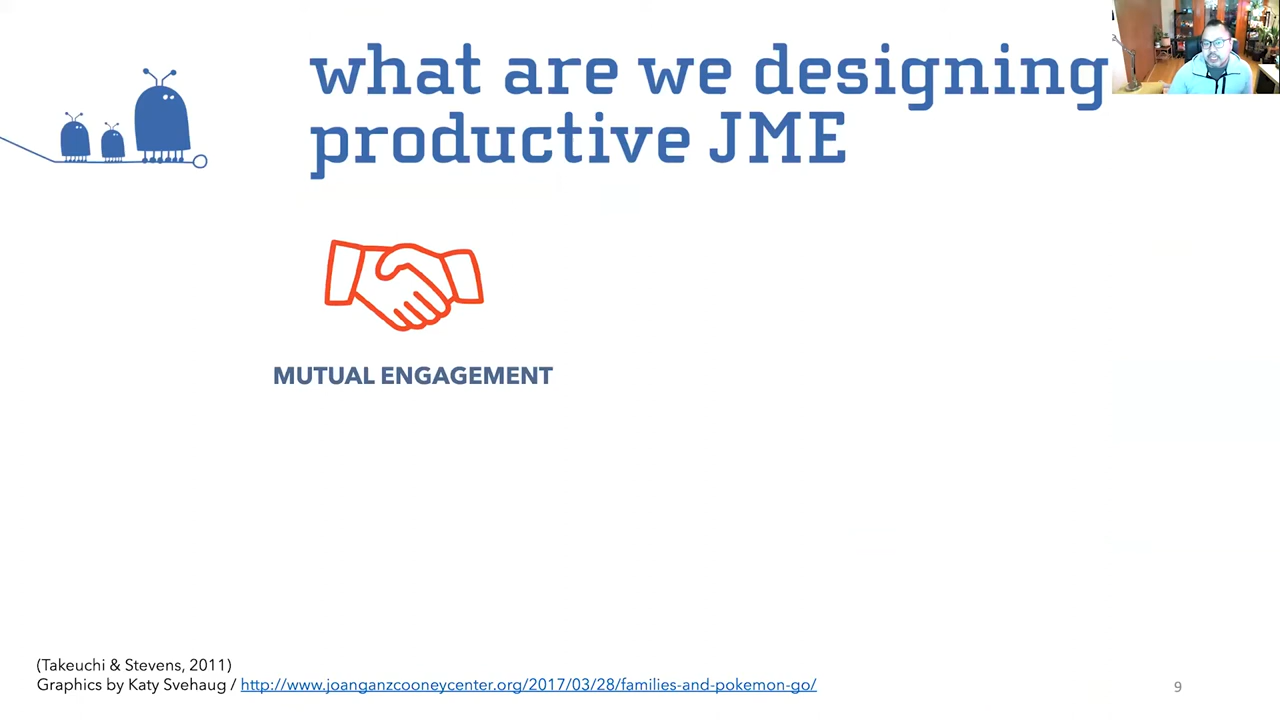 what are we designing
productive JME
MUTUAL ENGAGEMENT
(Takeuchi & Stevens, 2011)
Graphics by Katy Svehaug / http://www.joanganzcooneycenter.org/2017/03/28/families-and-pokemon-go/
9